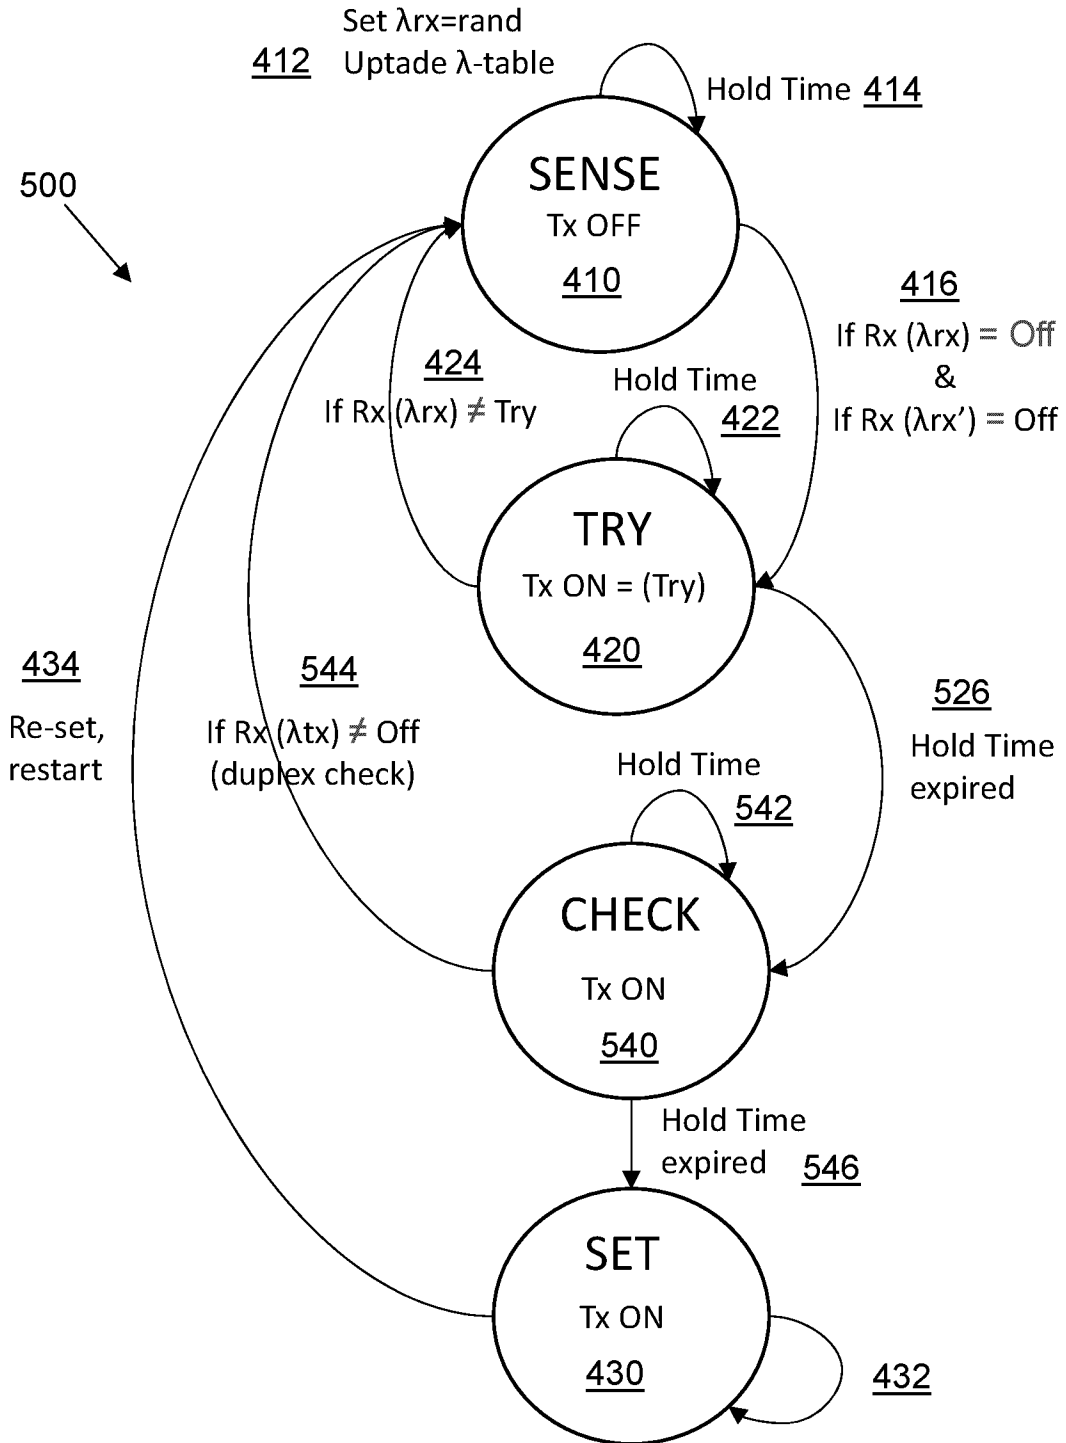 Set λrx=rand
412 Uptade λ-table
Hold Time 414
SENSE
Tx OFF
410
500
416
If Rx (λrx) = Off
&
If Rx (λrx’) = Off
424
If Rx (λrx) ≠ Try
Hold Time
422
TRY
Tx ON = (Try)
420
434
Re-set,
restart
544
If Rx (λtx) ≠ Off
(duplex check)
526
Hold Time
expired
Hold Time
542
CHECK
Tx ON
540
Hold Time
expired 546
SET
Tx ON
430
432